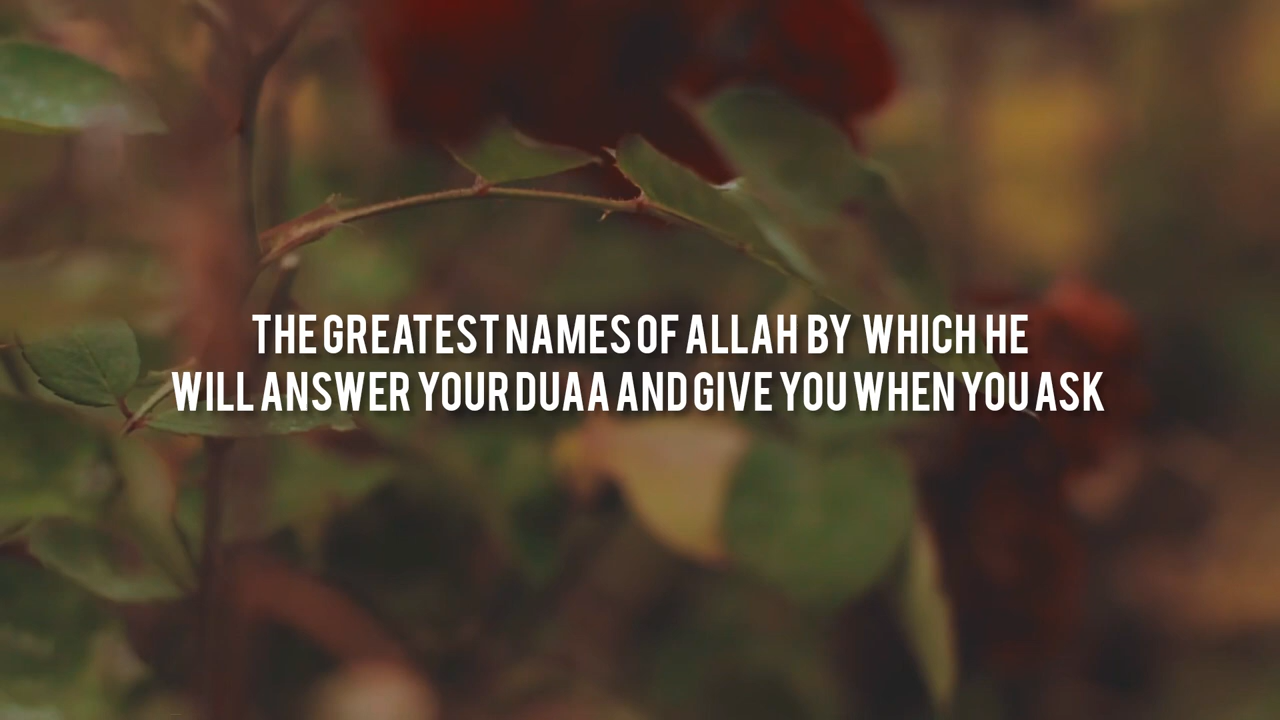 THE GREATEST NAMES OF ALLAH BY WHICH HE
WILL ANSWER YOUR DUAA AND GIVE YOU WHEN YOU ASK